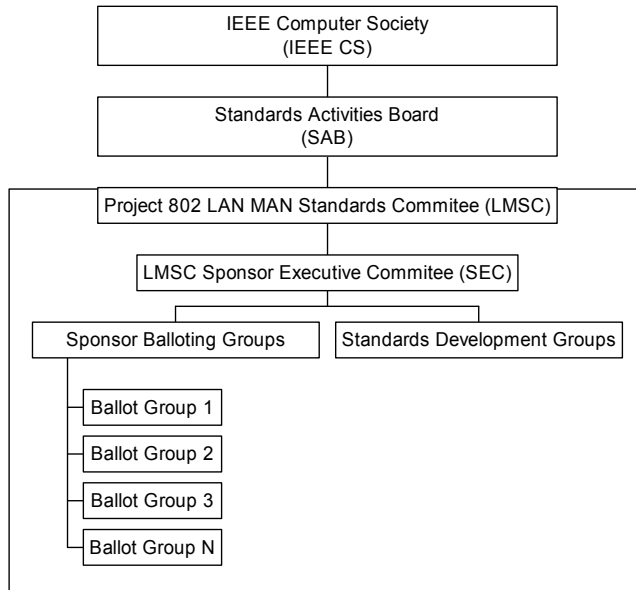 IEEE Computer Society
(IEEE CS)
Standards Activities Board
(SAB)
Project 802 LAN MAN Standards Commitee (LMSC)
LMSC Sponsor Executive Commitee (SEC)
Sponsor Balloting Groups
Standards Development Groups
Ballot Group 1
Ballot Group 2
Ballot Group 3
Ballot Group N